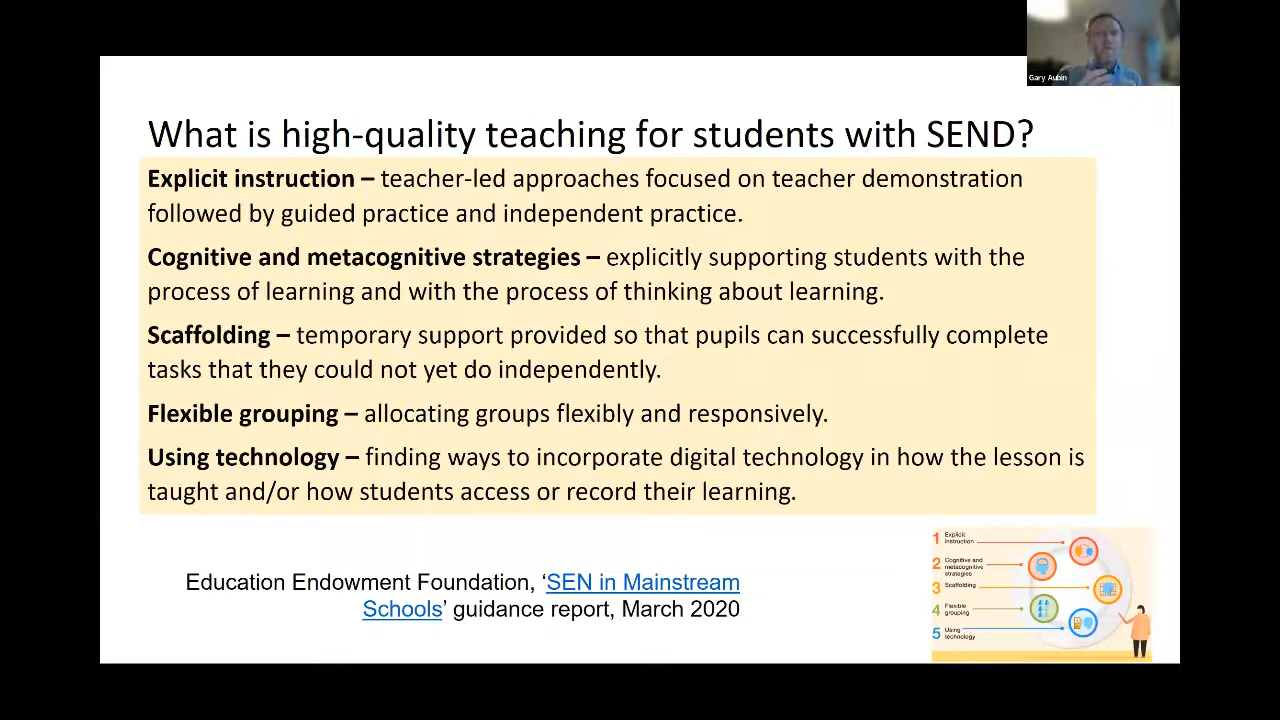 Gary Aubin
What is high-quality teaching for students with SEND?
Explicit instruction – teacher-led approaches focused on teacher demonstration
followed by guided practice and independent practice.
Cognitive and metacognitive strategies – explicitly supporting students with the
process of learning and with the process of thinking about learning.
Scaffolding – temporary support provided so that pupils can successfully complete
tasks that they could not yet do independently.
Flexible grouping – allocating groups flexibly and responsively.
Using technology – finding ways to incorporate digital technology in how the lesson is
taught and/or how students access or record their learning.
Education Endowment Foundation, ‘SEN in Mainstream
Schools’ guidance report, March 2020
1 Explicit
instruction
2 Cognitive and
metacognitive
strategies
3 Scaffolding
4 Flexible
grouping
5 Using
technology